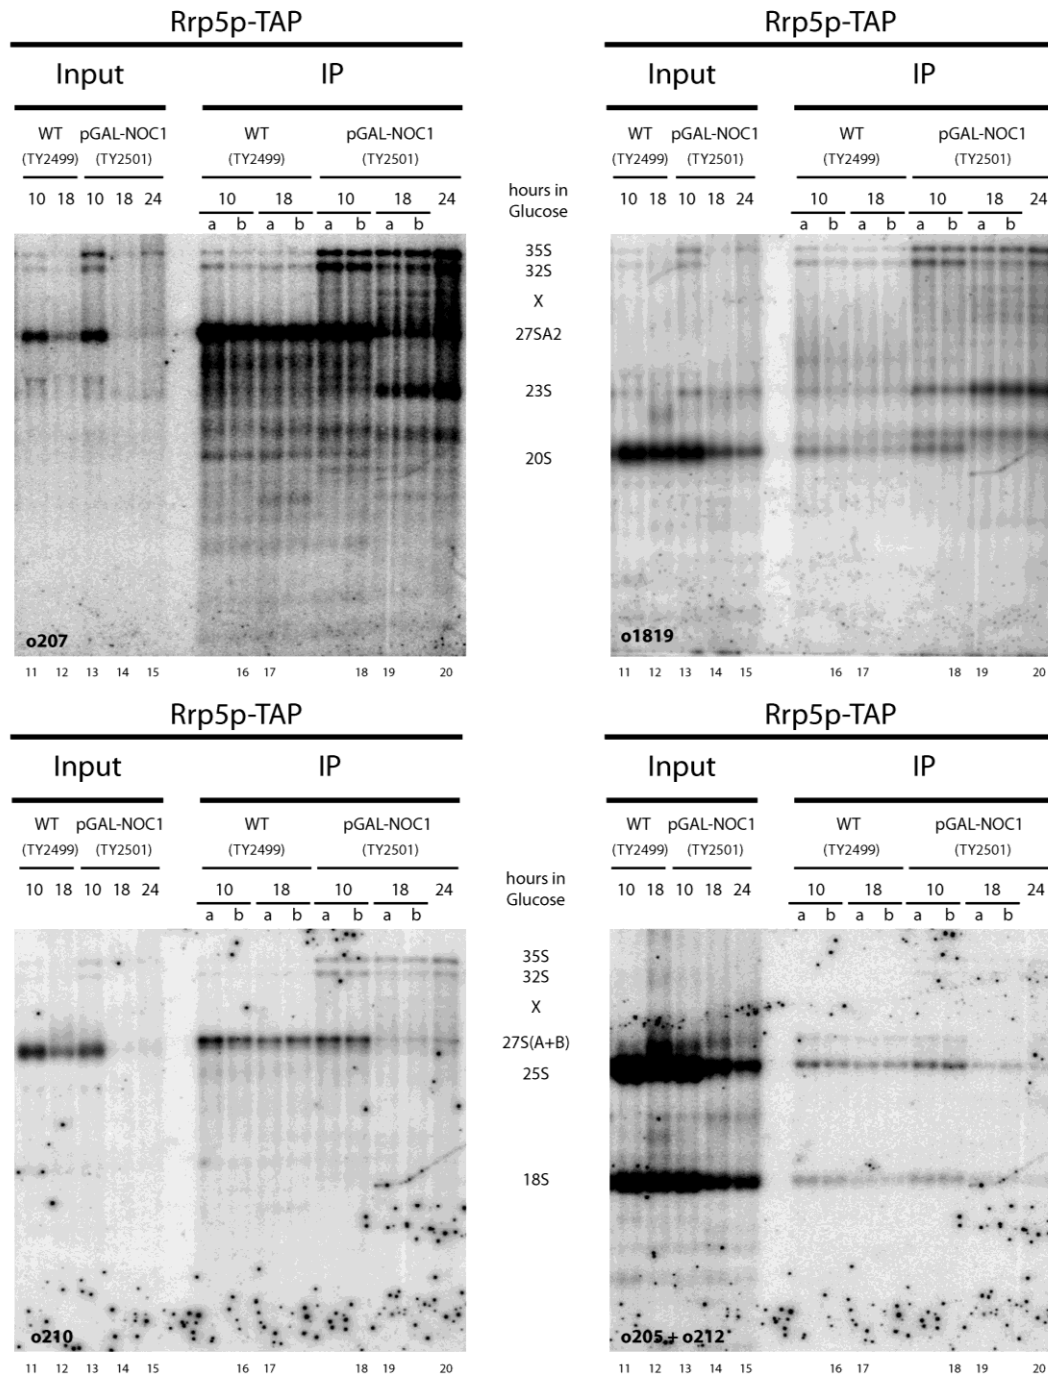 Rrp5p-TAP Rrp5p-TAP
Input IP Input IP
WT pGAL-NOC1 WT pGAL-NOC1 WT pGAL-NOC1 WT pGAL-NOC1
(TY2499) (TY2501) (TY2499) (TY2501) (TY2499) (TY2501) (TY2499) (TY2501)
10 18 10 18 24 10 18 10 18 24 hours in Glucose 10 18 10 18 24 10 18 10 18 24
a b a b a b a b a b a b a b a b
35S
32S
X
27SA2
23S
20S
o207 o1819
11 12 13 14 15 16 17 18 19 20 11 12 13 14 15 16 17 18 19 20
Rrp5p-TAP Rrp5p-TAP
Input IP Input IP
WT pGAL-NOC1 WT pGAL-NOC1 WT pGAL-NOC1 WT pGAL-NOC1
(TY2499) (TY2501) (TY2499) (TY2501) (TY2499) (TY2501) (TY2499) (TY2501)
10 18 10 18 24 10 18 10 18 24 hours in Glucose 10 18 10 18 24 10 18 10 18 24
a b a b a b a b a b a b a b a b
35S
32S
X
27S(A+B)
25S
18S
o210 o205 + o212
11 12 13 14 15 16 17 18 19 20 11 12 13 14 15 16 17 18 19 20